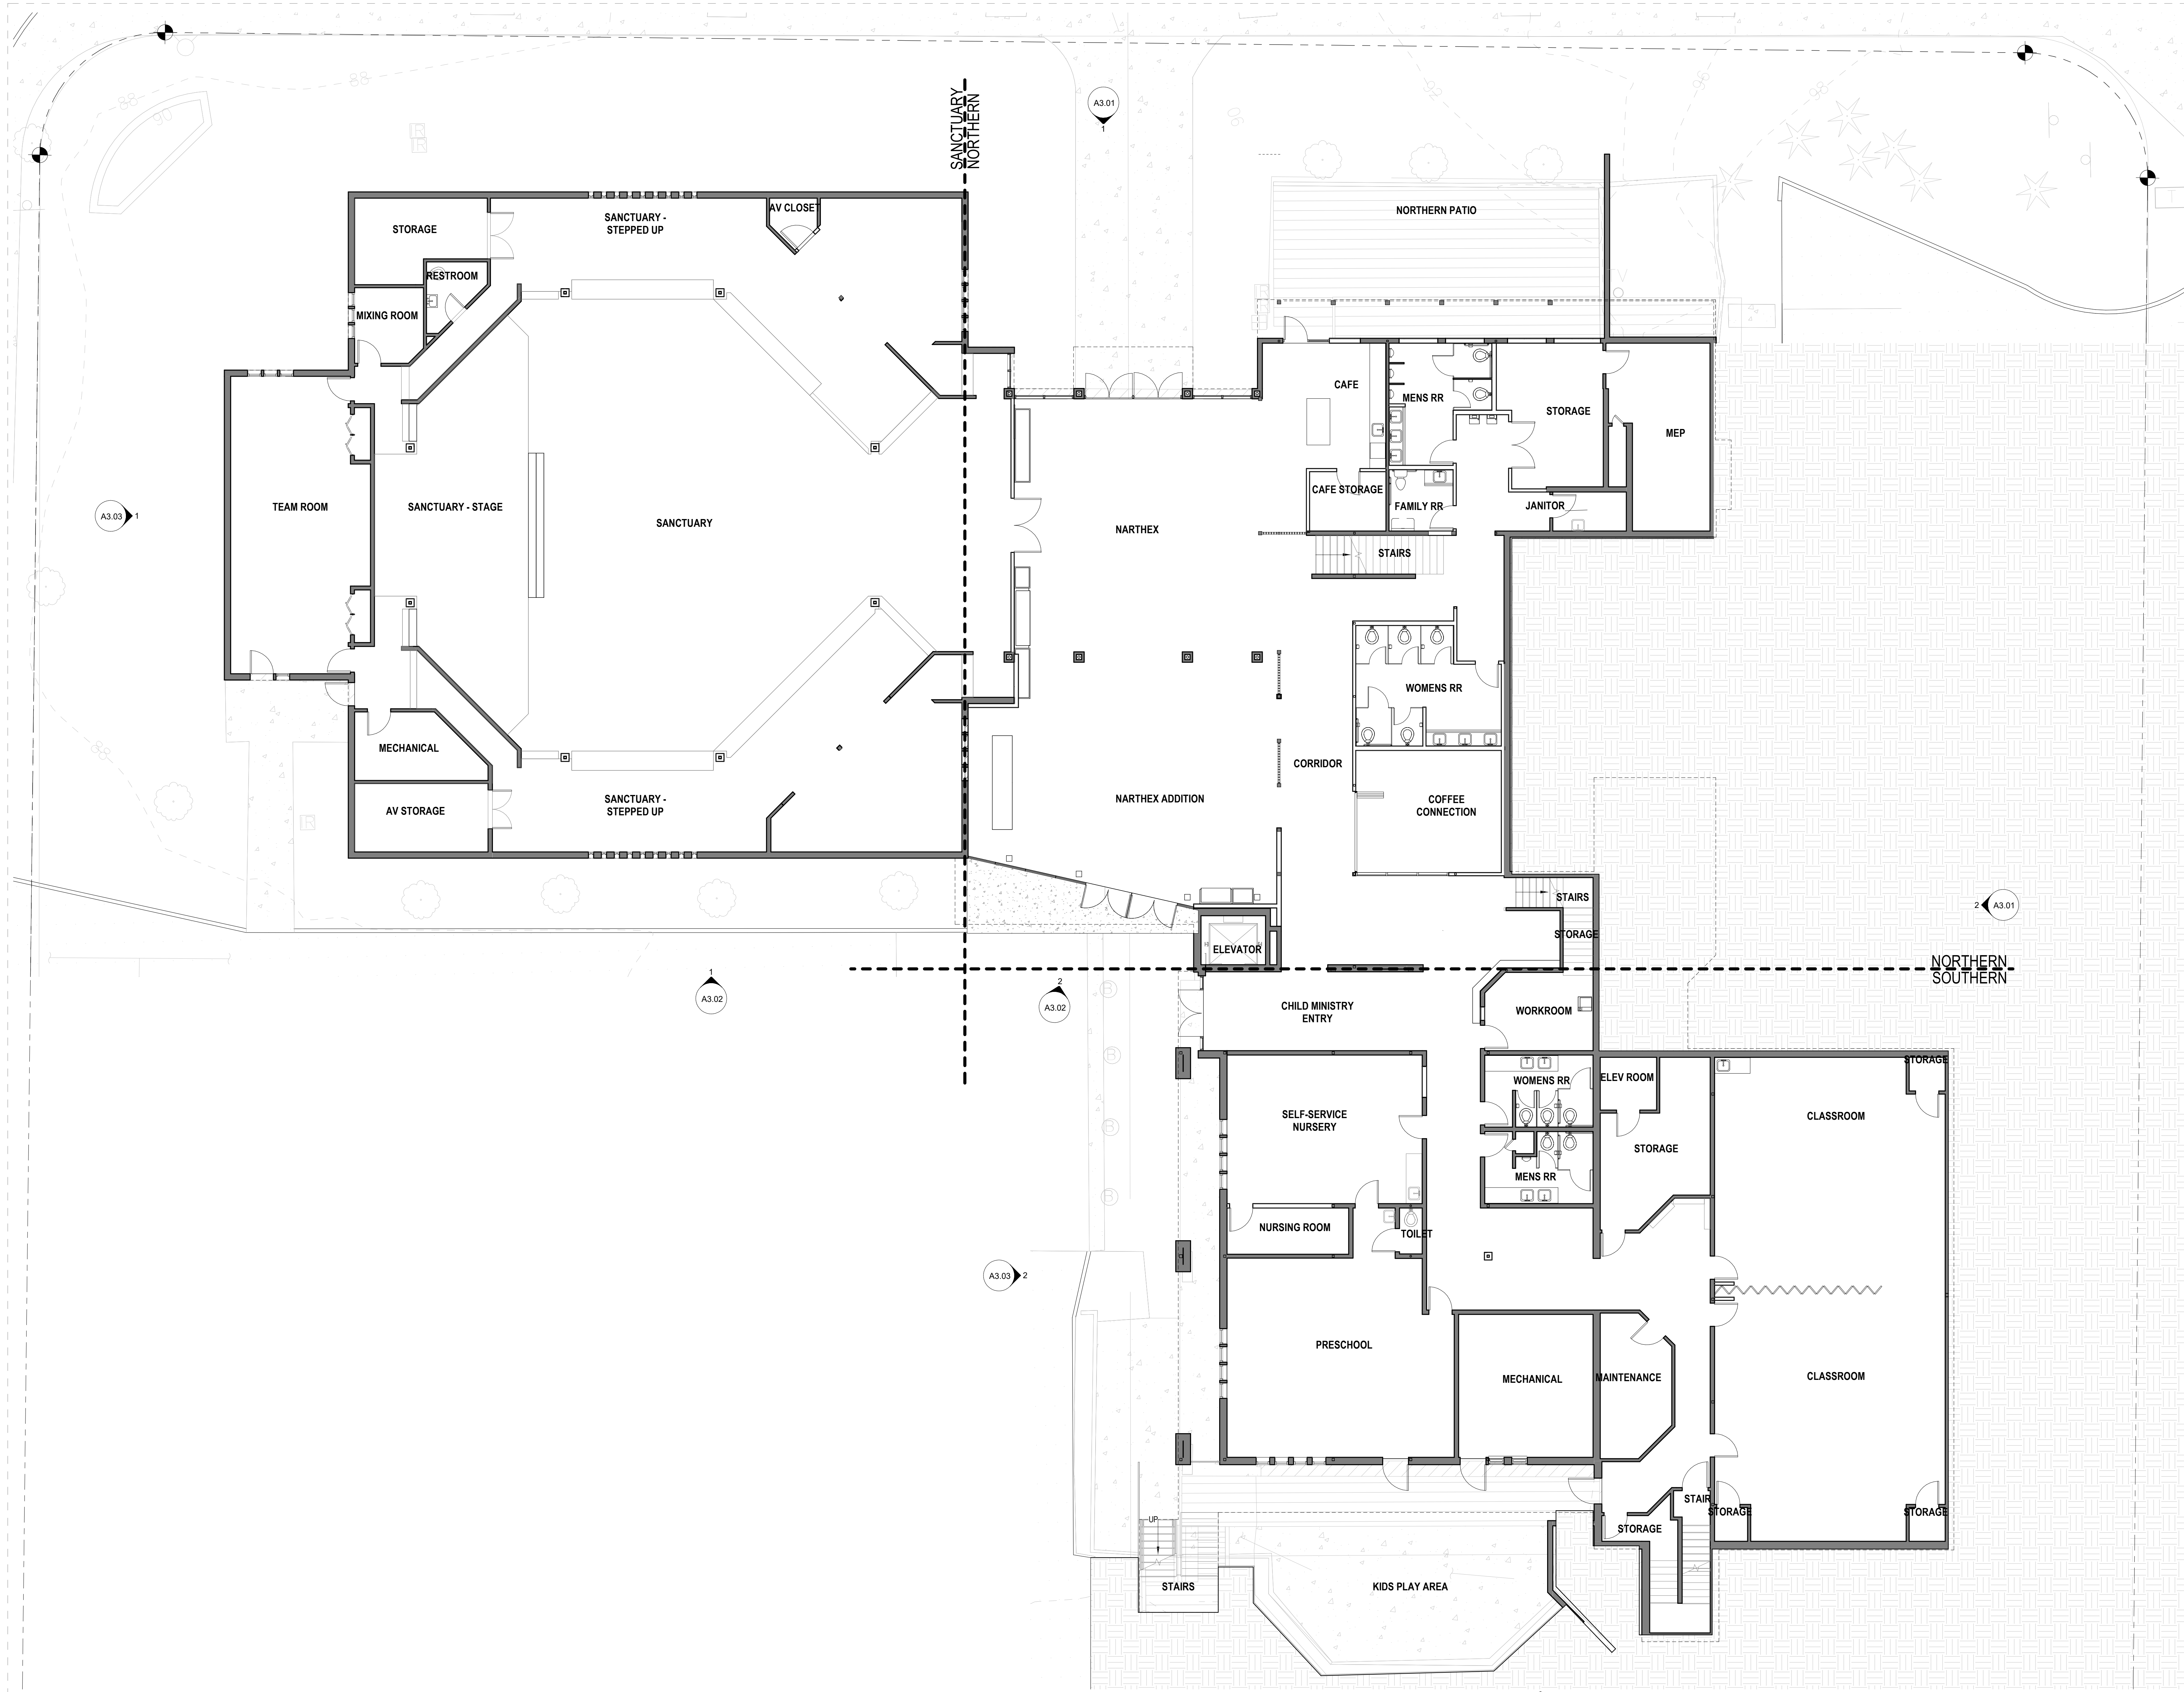 SANCTUARY
NORTHERN
A3.01
1
90
88
88
96
NORTHERN PATIO
STORAGE
SANCTUARY -
STEPPED UP
AV CLOSET
RESTROOM
MIXING ROOM
CAFE
MENS RR
STORAGE
MEP
TEAM ROOM
SANCTUARY - STAGE
SANCTUARY
NARTHEX
CAFE STORAGE
FAMILY RR
JANITOR
STAIRS
A3.03
1
WOMENS RR
MECHANICAL
CORRIDOR
AV STORAGE
SANCTUARY -
STEPPED UP
NARTHEX ADDITION
COFFEE
CONNECTION
88
STAIRS
2
A3.01
STORAGE
ELEVATOR
NORTHERN
SOUTHERN
1
A3.02
2
A3.02
CHILD MINISTRY
ENTRY
WORKROOM
WOMENS RR
ELEV ROOM
STORAGE
SELF-SERVICE
NURSERY
CLASSROOM
STORAGE
MENS RR
NURSING ROOM
TOILET
A3.03
2
PRESCHOOL
MECHANICAL
MAINTENANCE
CLASSROOM
STAIR
STORAGE
STORAGE
STORAGE
UP
STAIRS
KIDS PLAY AREA